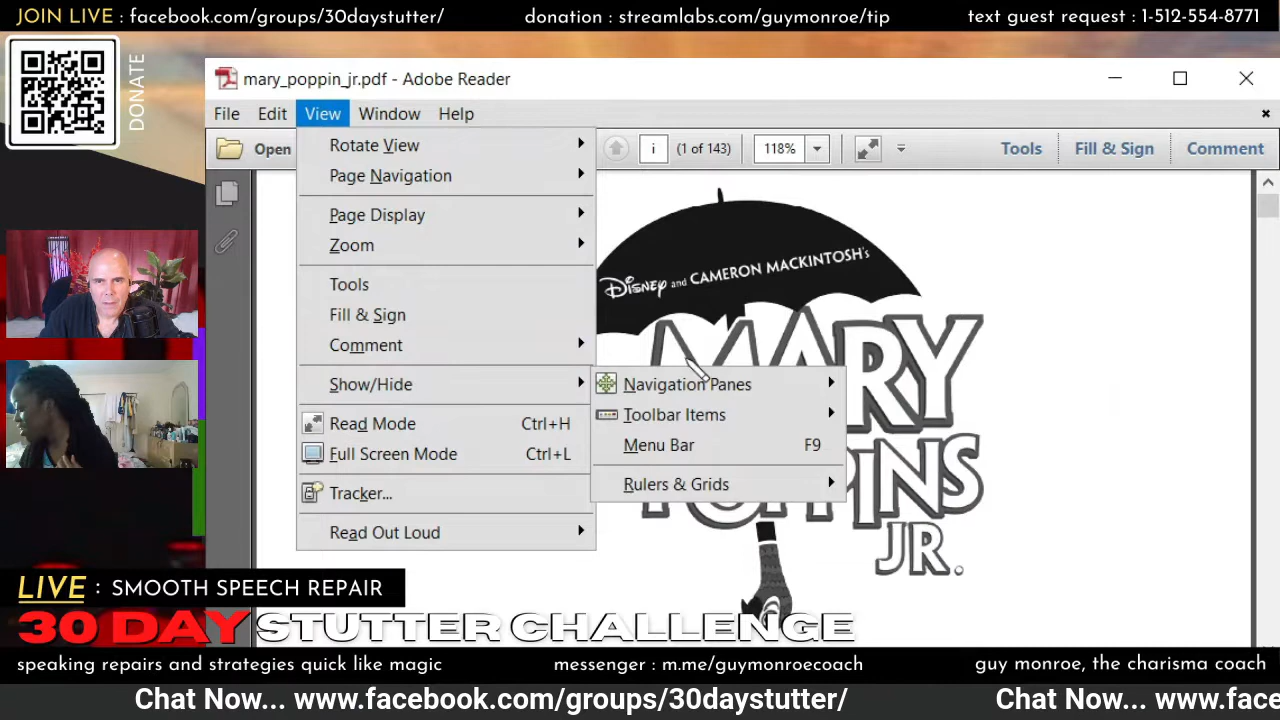 JOIN LIVE : facebook.com/groups/30daystutter/
donation : streamlabs.com/guymonroe/tip
text guest request : 1-512-554-8771
DONATE
mary_poppin_jr.pdf - Adobe Reader
File Edit View Window Help
Open
i (1 of 143)
118%
Tools
Fill & Sign
Comment
Rotate View
Page Navigation
Page Display
Zoom
Tools
Fill & Sign
Comment
Show/Hide
Read Mode Ctrl+H
Full Screen Mode Ctrl+L
Tracker...
Read Out Loud
Navigation Panes
Toolbar Items
Menu Bar F9
Rulers & Grids
DISNEY and CAMERON MACKINTOSH's
MARY
JR.
LIVE : SMOOTH SPEECH REPAIR
30 DAY STUTTER CHALLENGE
speaking repairs and strategies quick like magic
messenger : m.me/guymonroecoach
guy monroe, the charisma coach
Chat Now... www.facebook.com/groups/30daystutter/
Chat Now... www.face